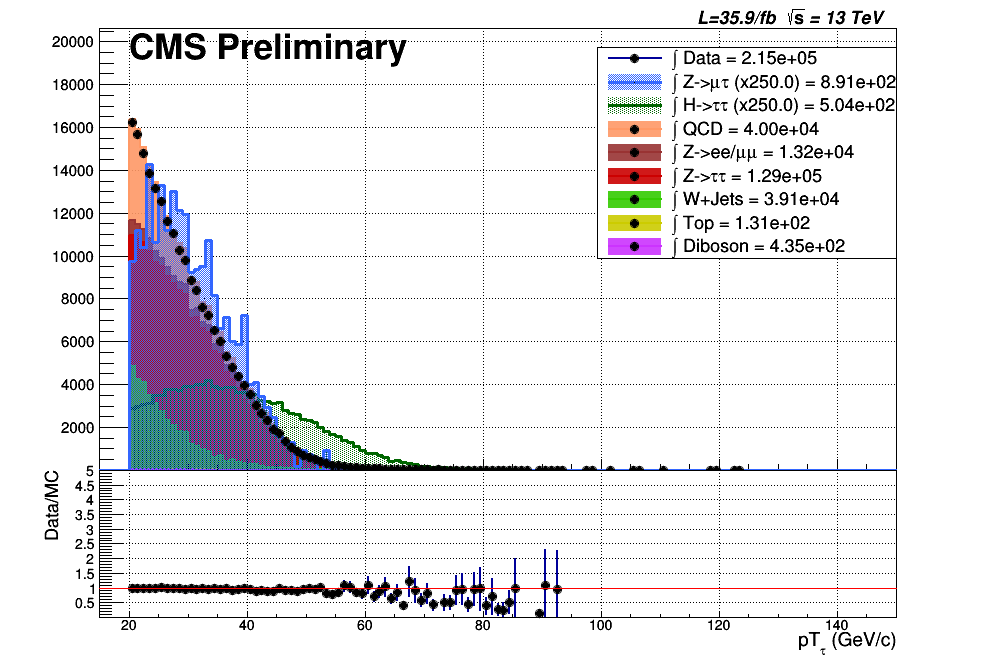 L=35.9/fb √s = 13 TeV
CMS Preliminary
∫ Data = 2.15e+05
∫ Z->μτ (x250.0) = 8.91e+02
∫ H->ττ (x250.0) = 5.04e+02
∫ QCD = 4.00e+04
∫ Z->ee/μμ = 1.32e+04
∫ Z->ττ = 1.29e+05
∫ W+Jets = 3.91e+04
∫ Top = 1.31e+02
∫ Diboson = 4.35e+02
20000
18000
16000
14000
12000
10000
8000
6000
4000
2000
5
4.5
4
3.5
3
2.5
2
1.5
1
0.5
Data/MC
20 40 60 80 100 120 140
pT_τ (GeV/c)